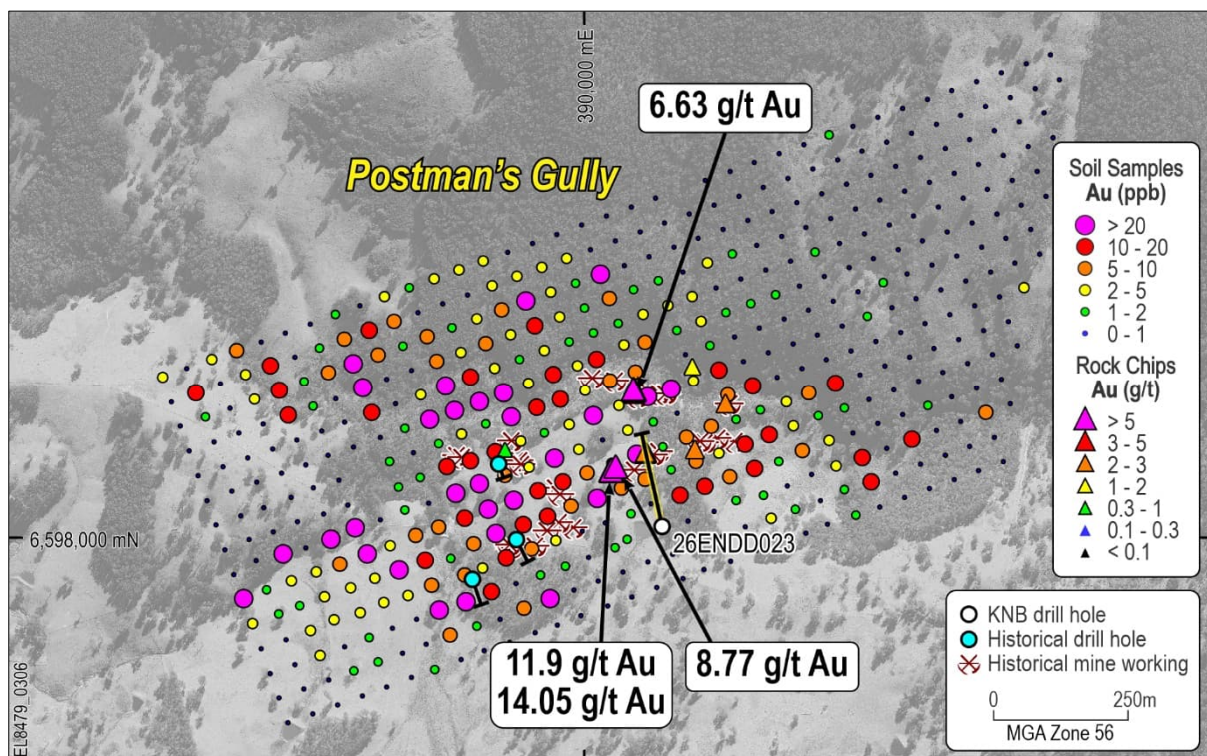 390,000 mE
6.63 g/t Au
Postman's Gully
Soil Samples
Au (ppb)
> 20
10 - 20
5 - 10
2 - 5
1 - 2
0 - 1
Rock Chips
Au (g/t)
> 5
3 - 5
2 - 3
1 - 2
0.3 - 1
0.1 - 0.3
< 0.1
6,598,000 mN
26ENDD023
11.9 g/t Au
14.05 g/t Au
8.77 g/t Au
KNB drill hole
Historical drill hole
Historical mine working
0 250m
MGA Zone 56
EL8479_0306